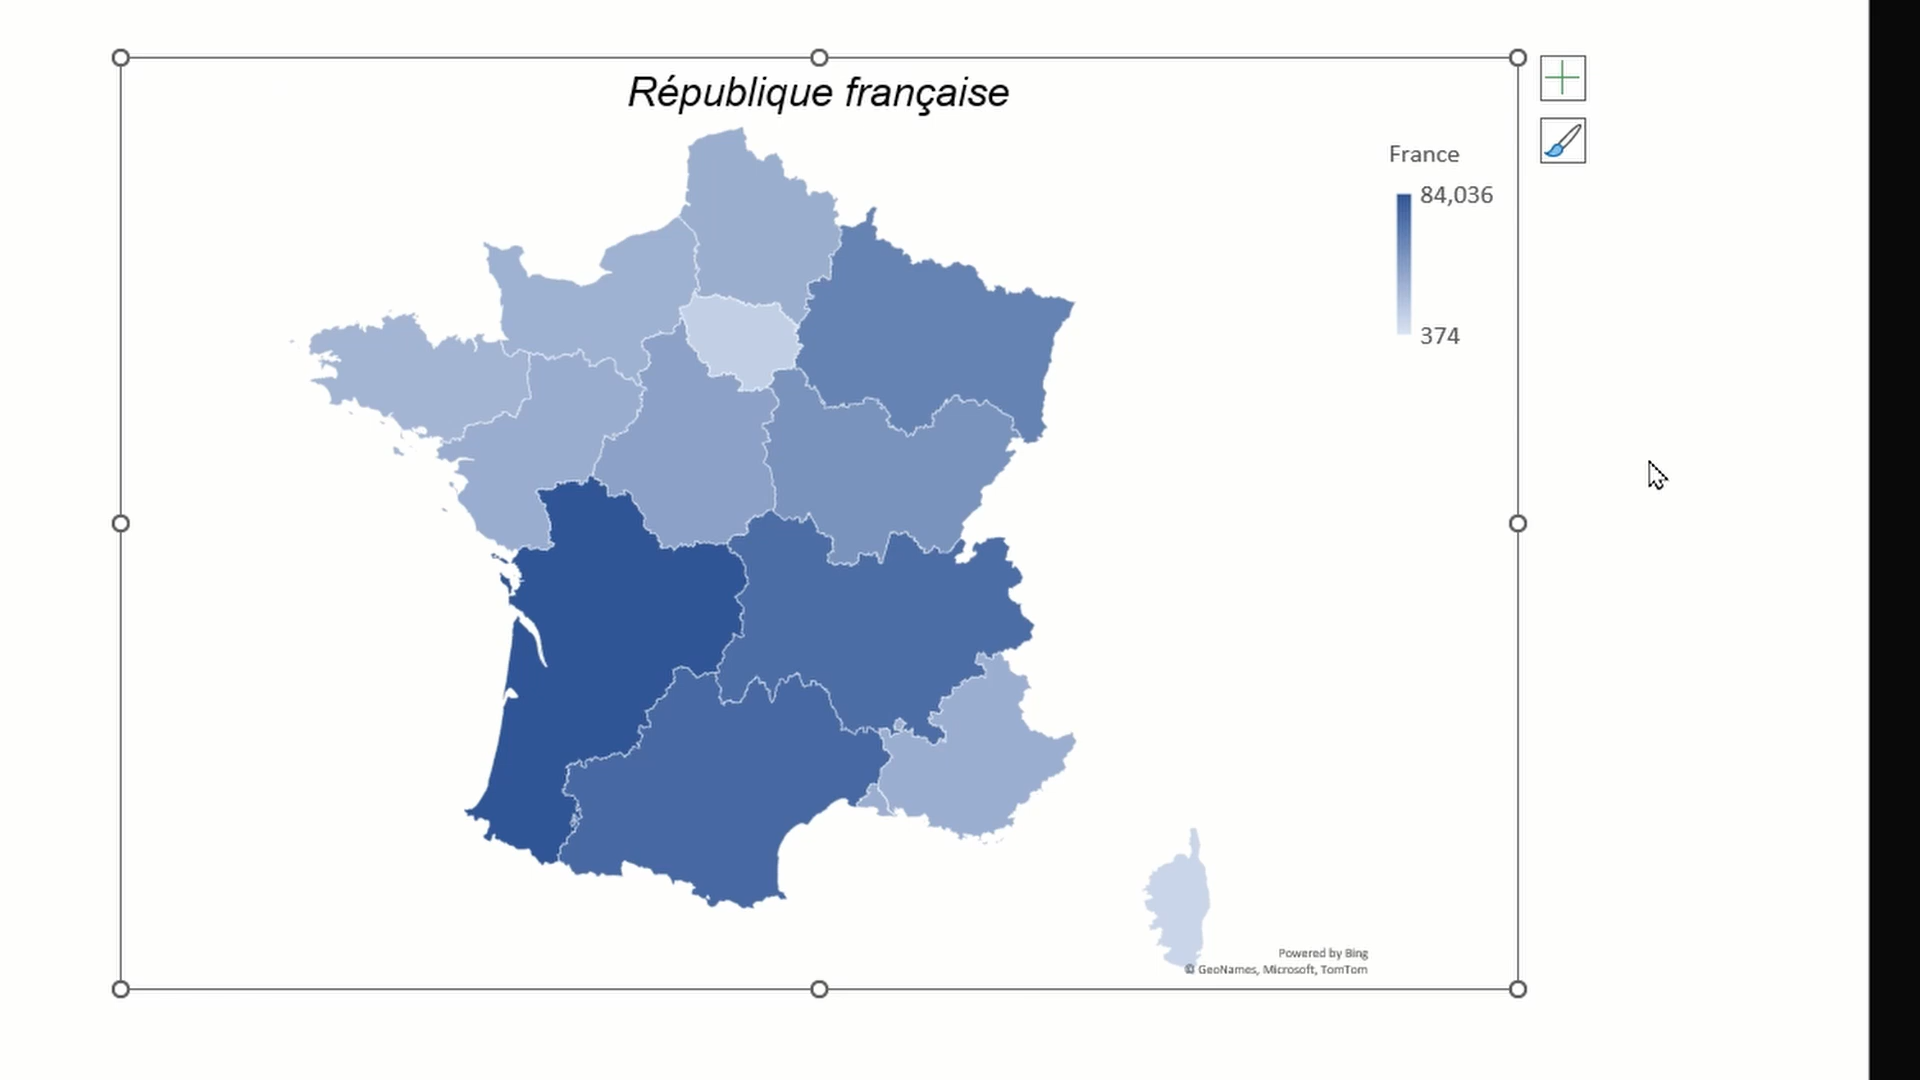 République française
France
84,036
374
Powered by Bing
© GeoNames, Microsoft, TomTom